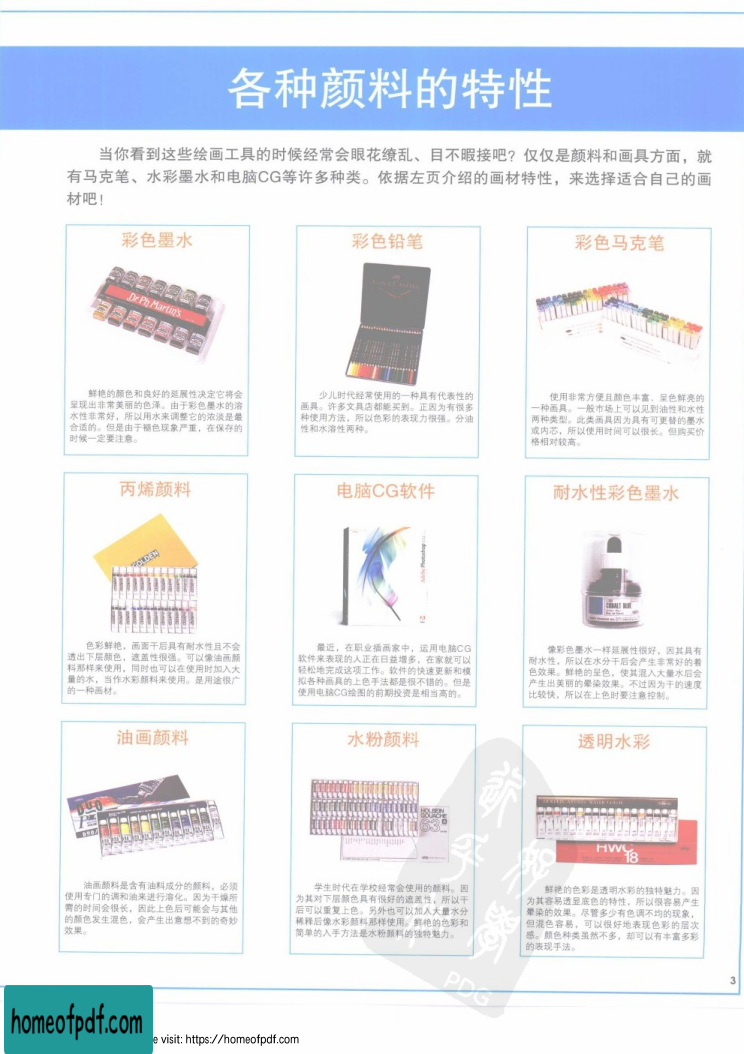 各种颜料的特性
当你看到这些绘画工具的时候经常会眼花缭乱、目不暇接吧？仅仅是颜料和画具方面，就
有马克笔、水彩墨水和电脑CG等许多种类。依据左页介绍的画材特性，来选择适合自己的画
材吧！
彩色墨水
Dr.Ph.Martin's
鲜艳的颜色和良好的延展性决定它将会
呈现出非常美丽的色泽。由于彩色墨水的溶
水性非常好，所以用水来调整它的浓淡是最
合适的。但是由于褪色现象严重，在保存的
时候一定要注意。
彩色铅笔
少儿时代经常使用的一种具有代表性的
画具。许多文具店都能买到。正因为有很多
种使用方法，所以色彩的表现力很强。分油
性和水溶性两种。
彩色马克笔
使用非常方便且颜色丰富、呈色鲜亮的
一种画具。一般市场上可以见到油性和水性
两种类型。此类画具因为具有可更替的墨水
或内芯，所以使用时间可以很长。但购买价
格相对较高。
丙烯颜料
GOLDEN
色彩鲜艳，画面干后具有耐水性且不会
透出下层颜色，遮盖性很强。可以像油画颜
料那样来使用，同时也可以在使用时加入大
量的水，当作水彩颜料来使用。是用途很广
的一种画材。
电脑CG软件
Adobe Photoshop
最近，在职业插画家中，运用电脑CG
软件来表现的人正在日益增多，在家就可以
轻松地完成这项工作。软件的快速更新和模
拟各种画具的上色手法都是很不错的。但是
使用电脑CG绘图的前期投资是相当高的。
耐水性彩色墨水
COBALT BLUE
像彩色墨水一样延展性很好，因其具有
耐水性，所以在水分干后会产生非常好的着
色效果。鲜艳的呈色，使其混入大量水后会
产生出美丽的晕染效果。不过因为干的速度
比较快，所以在上色时要注意控制。
油画颜料
油画颜料是含有油料成分的颜料，必须
使用专门的调和油来进行溶化。因为干燥所
需的时间会很长，因此上色后可能会与其他
的颜色发生混色，会产生出意想不到的奇妙
效果。
水粉颜料
HOLBEIN
GOUACHE
63
学生时代在学校经常会使用的颜料。因
为其对下层颜色具有很好的遮盖性，所以干
后可以重复上色。另外也可以加入大量水分
稀释后像水彩颜料那样使用。鲜艳的色彩和
简单的入手方法是水粉颜料的独特魅力。
透明水彩
HWC
18
鲜艳的色彩是透明水彩的独特魅力。因
为其容易透显底色的特性，所以很容易产生
晕染的效果。尽管多少有色调不均的现象，
但混色容易，可以很好地表现色彩的层次
感。颜色种类虽然不多，却可以有丰富多彩
的表现手法。
PDG
3
homeofpdf.com
e visit: https://homeofpdf.com